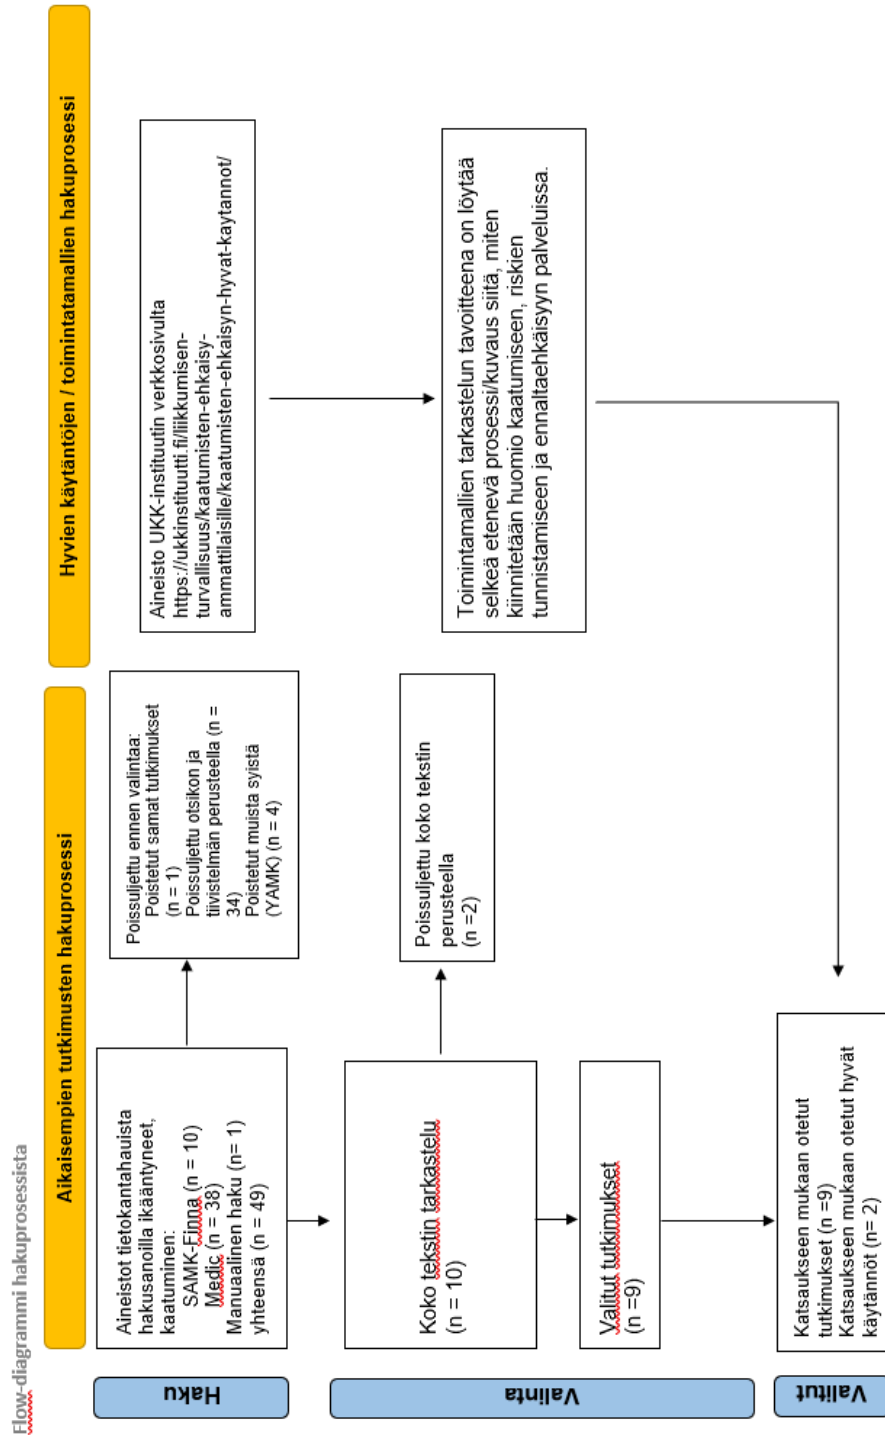 Flow-diagrammi hakuprosessista
Aikaisempien tutkimusten hakuprosessi
Hyvien käytäntöjen / toimintatamallien hakuprosessi
Haku
Aineistot tietokantahauista
hakusanoilla ikääntyneet,
kaatuminen:
SAMK-Finna (n = 10)
Medic (n = 38)
Manuaalinen haku (n= 1)
yhteensä (n = 49)
Poissuljettu ennen valintaa:
Poistetut samat tutkimukset
(n = 1)
Poissuljettu otsikon ja
tiivistelmän perusteella (n =
34)
Poistetut muista syistä
(YAMK) (n = 4)
Aineisto UKK-instituutin verkkosivulta
https://ukkinstituutti.fi/liikkumisen-
turvallisuus/kaatumisten-ehkaisy-
ammattilaisille/kaatumisten-ehkaisyn-hyvat-kaytannot/
Valinta
Koko tekstin tarkastelu
(n = 10)
Poissuljettu koko tekstin
perusteella
(n =2)
Toimintamallien tarkastelun tavoitteena on löytää
selkeä etenevä prosessi/kuvaus siitä, miten
kiinnitetään huomio kaatumiseen, riskien
tunnistamiseen ja ennaltaehkäisyyn palveluissa.
Valitut tutkimukset
(n =9)
Valitut
Katsaukseen mukaan otetut
tutkimukset (n =9)
Katsaukseen mukaan otetut hyvät
käytännöt (n= 2)